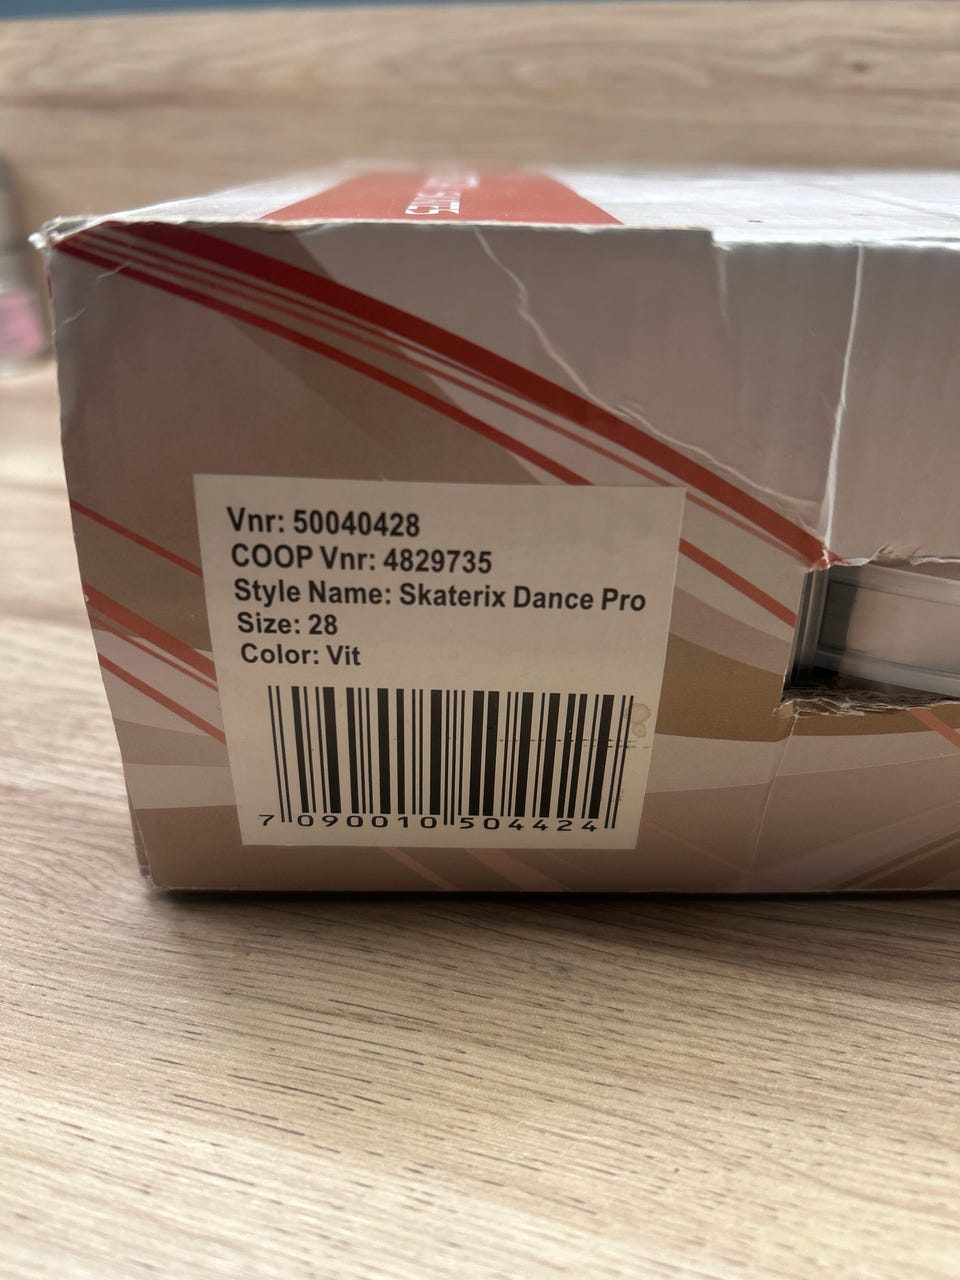 Vnr: 50040428
COOP Vnr: 4829735
Style Name: Skaterix Dance Pro
Size: 28
Color: Vit
7 090010 504424